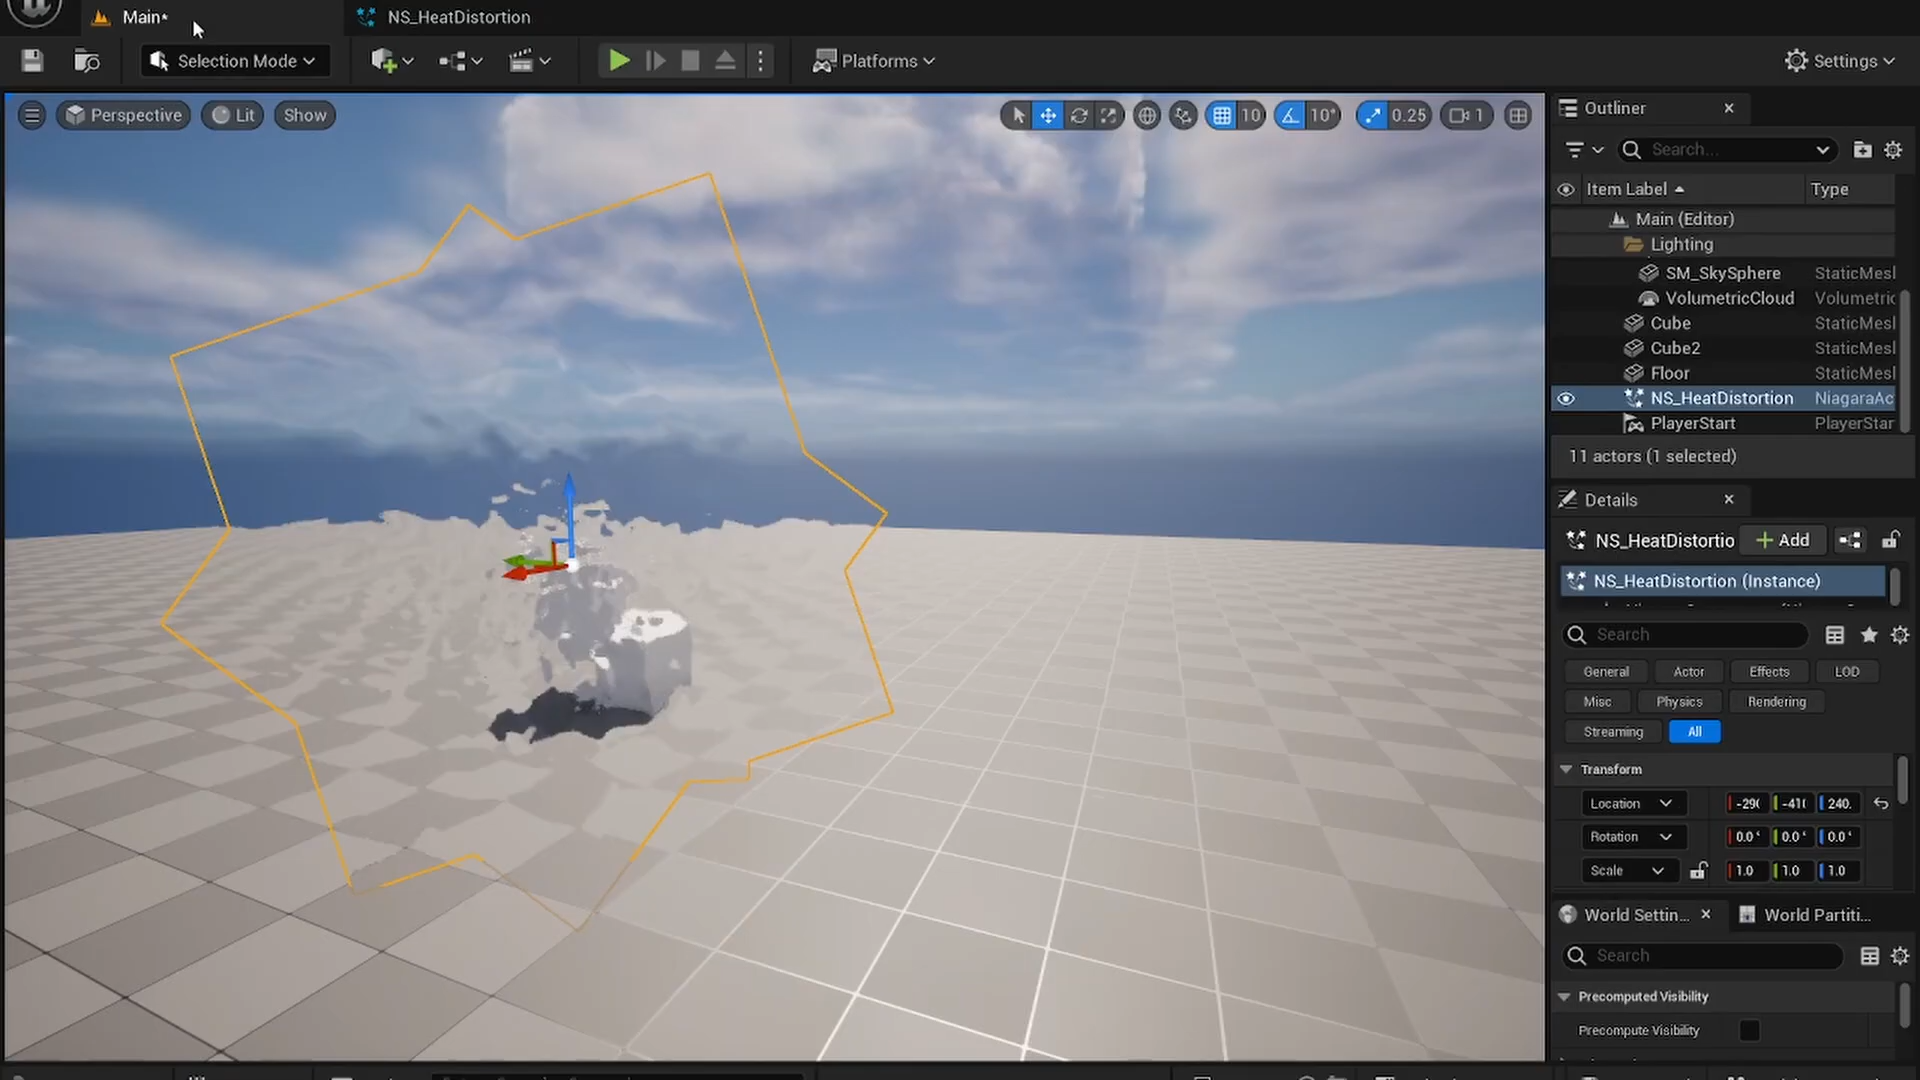 Main*
NS_HeatDistortion
Selection Mode
Platforms
Settings
Perspective
Lit
Show
10
10°
0.25
1
Outliner
Search...
Item Label
Type
Main (Editor)
Lighting
SM_SkySphere
StaticMesl
VolumetricCloud
Volumetric
Cube
StaticMesl
Cube2
StaticMesl
Floor
StaticMesl
NS_HeatDistortion
NiagaraAc
PlayerStart
PlayerStar
11 actors (1 selected)
Details
NS_HeatDistortio
Add
NS_HeatDistortion (Instance)
Search
General
Actor
Effects
LOD
Misc
Physics
Rendering
Streaming
All
Transform
Location
-29(
-41(
240.
Rotation
0.0°
0.0°
0.0°
Scale
1.0
1.0
1.0
World Settin...
World Partiti...
Search
Precomputed Visibility
Precompute Visibility